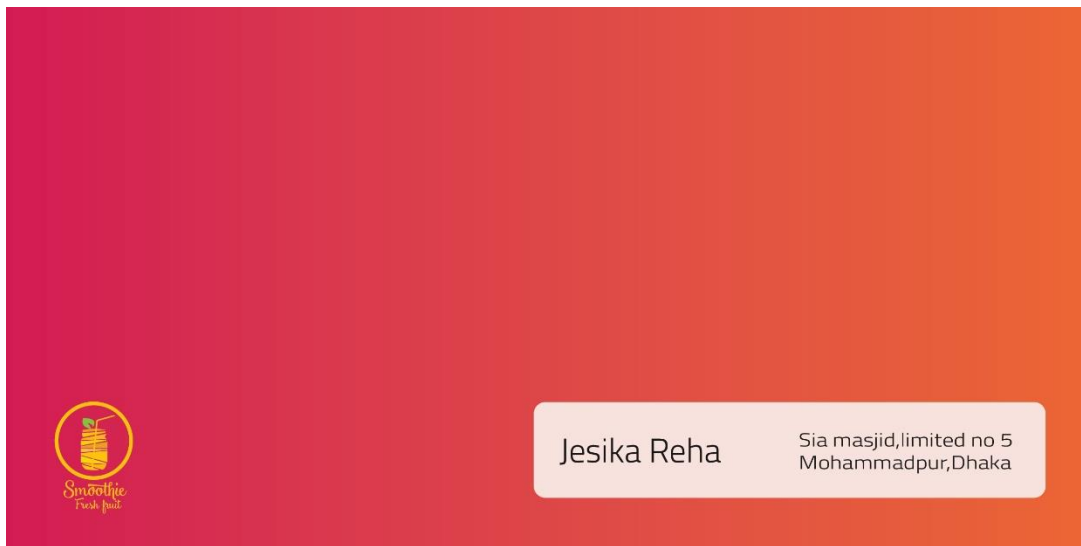 Smoothie
Fresh fruit
Jesika Reha
Sia masjid,limited no 5
Mohammadpur,Dhaka